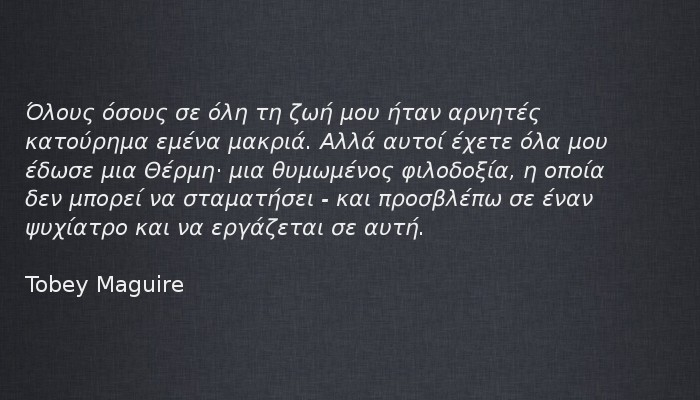 Όλους όσους σε όλη τη ζωή μου ήταν αρνητές
κατούρημα εμένα μακριά. Αλλά αυτοί έχετε όλα μου
έδωσε μια Θέρμη· μια θυμωμένος φιλοδοξία, η οποία
δεν μπορεί να σταματήσει - και προσβλέπω σε έναν
ψυχίατρο και να εργάζεται σε αυτή.
Tobey Maguire